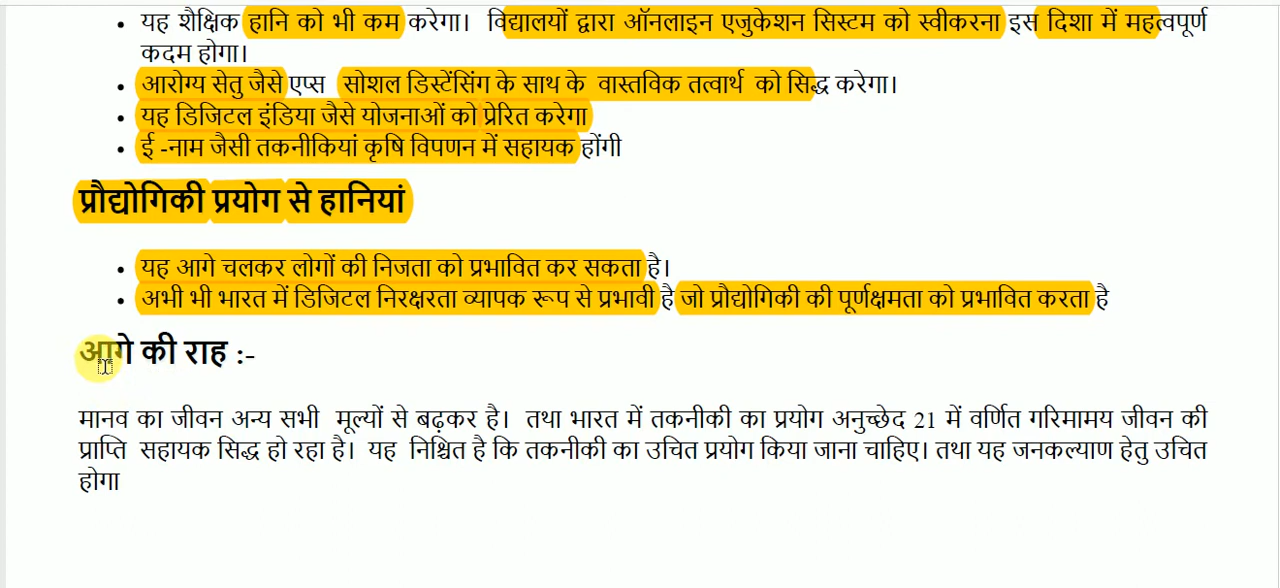 यह शैक्षिक हानि को भी कम करेगा। विद्यालयों द्वारा ऑनलाइन एजुकेशन सिस्टम को स्वीकरना इस दिशा में महत्वपूर्ण
कदम होगा।
आरोग्य सेतु जैसे एप्स सोशल डिस्टेंसिंग के साथ के वास्तविक तत्वार्थ को सिद्ध करेगा।
यह डिजिटल इंडिया जैसे योजनाओं को प्रेरित करेगा
ई -नाम जैसी तकनीकियां कृषि विपणन में सहायक होंगी
प्रौद्योगिकी प्रयोग से हानियां
यह आगे चलकर लोगों की निजता को प्रभावित कर सकता है।
अभी भी भारत में डिजिटल निरक्षरता व्यापक रूप से प्रभावी है जो प्रौद्योगिकी की पूर्णक्षमता को प्रभावित करता है
आगे की राह :-
मानव का जीवन अन्य सभी मूल्यों से बढ़कर है। तथा भारत में तकनीकी का प्रयोग अनुच्छेद 21 में वर्णित गरिमामय जीवन की
प्राप्ति सहायक सिद्ध हो रहा है। यह निश्चित है कि तकनीकी का उचित प्रयोग किया जाना चाहिए। तथा यह जनकल्याण हेतु उचित
होगा